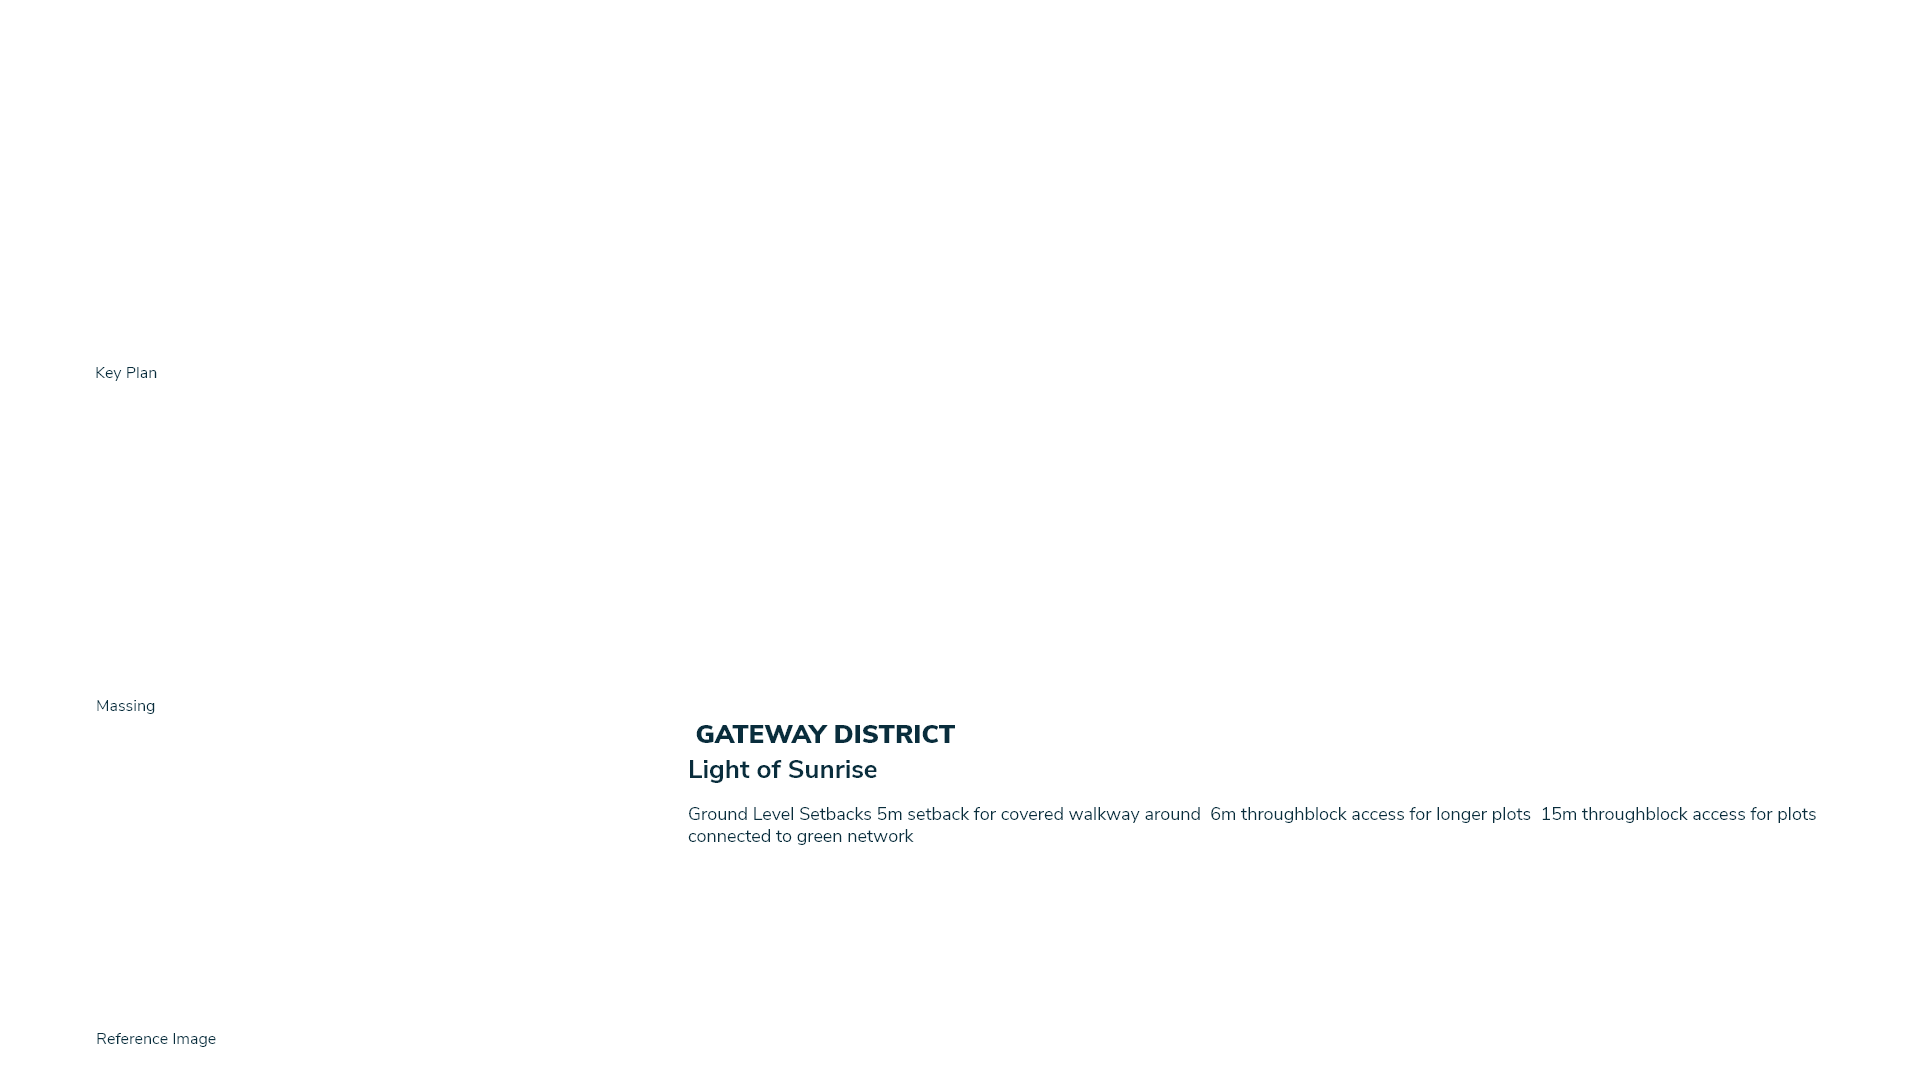 Key Plan
Massing
GATEWAY DISTRICT
Light of Sunrise
Ground Level Setbacks 5m setback for covered walkway around  6m throughblock access for longer plots  15m throughblock access for plots
connected to green network
Reference Image